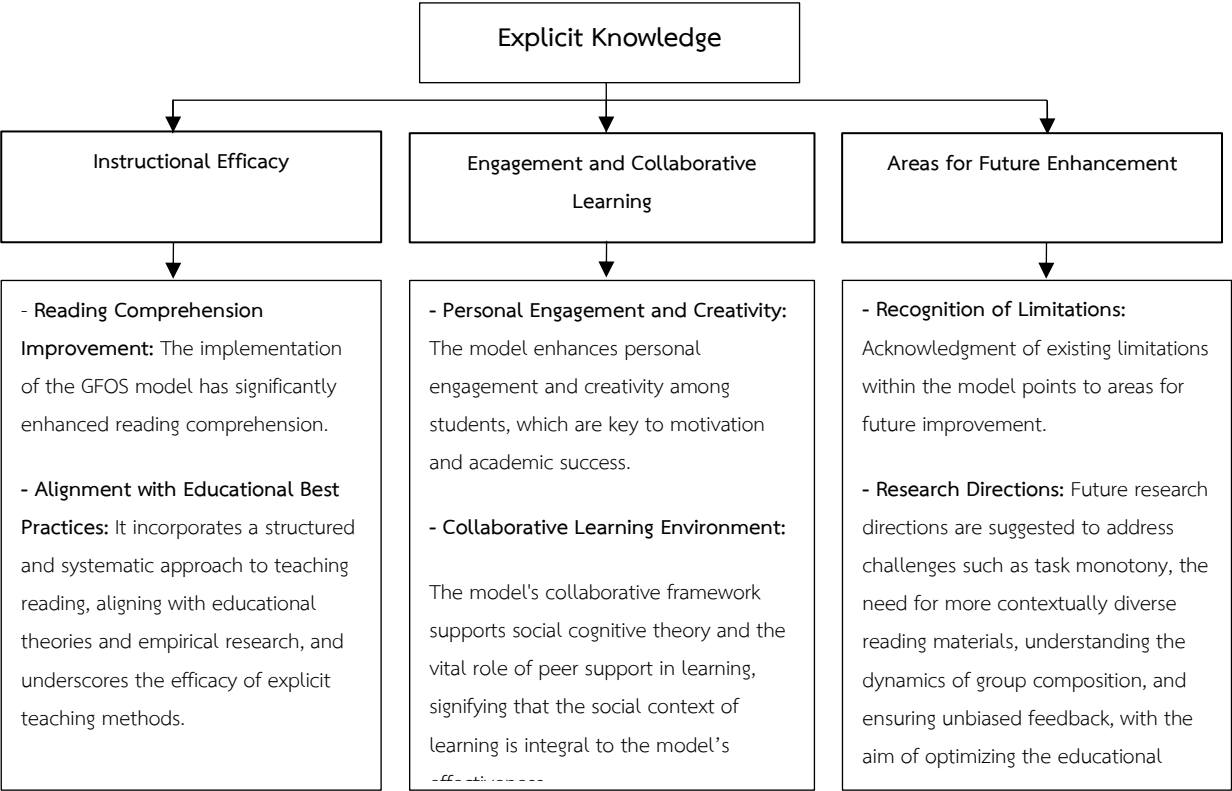 Explicit Knowledge
Instructional Efficacy
Engagement and Collaborative
Learning
Areas for Future Enhancement
- Reading Comprehension
Improvement: The implementation
of the GFOS model has significantly
enhanced reading comprehension.
- Alignment with Educational Best
Practices: It incorporates a structured
and systematic approach to teaching
reading, aligning with educational
theories and empirical research, and
underscores the efficacy of explicit
teaching methods.
- Personal Engagement and Creativity:
The model enhances personal
engagement and creativity among
students, which are key to motivation
and academic success.
- Collaborative Learning Environment:
The model's collaborative framework
supports social cognitive theory and the
vital role of peer support in learning,
signifying that the social context of
learning is integral to the model’s
- Recognition of Limitations:
Acknowledgment of existing limitations
within the model points to areas for
future improvement.
- Research Directions: Future research
directions are suggested to address
challenges such as task monotony, the
need for more contextually diverse
reading materials, understanding the
dynamics of group composition, and
ensuring unbiased feedback, with the
aim of optimizing the educational